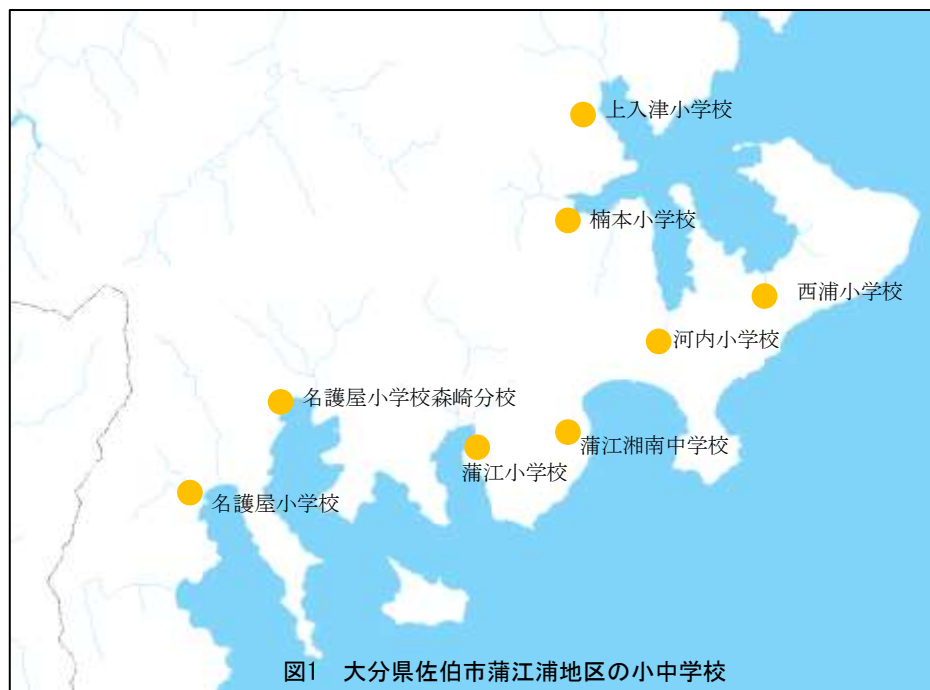 上入津小学校
楠本小学校
西浦小学校
河内小学校
名護屋小学校森崎分校
蒲江湘南中学校
蒲江小学校
名護屋小学校
図1　大分県佐伯市蒲江浦地区の小中学校